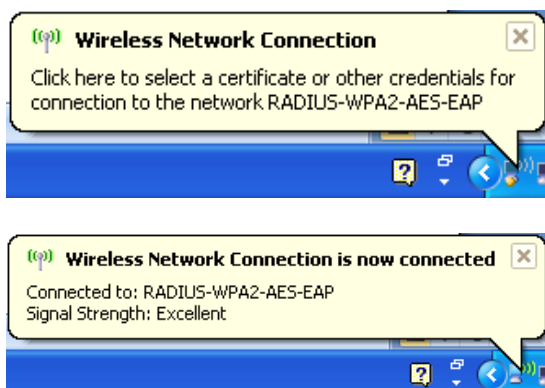 Wireless Network Connection
Click here to select a certificate or other credentials for
connection to the network RADIUS-WPA2-AES-EAP
Wireless Network Connection is now connected
Connected to: RADIUS-WPA2-AES-EAP
Signal Strength: Excellent